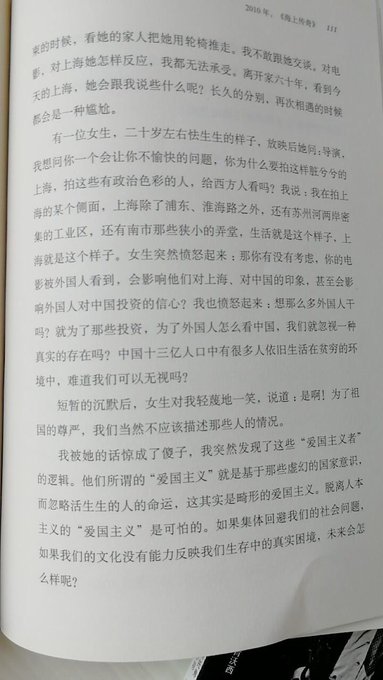 2010年，《海上传奇》 111
束的时候，看她的家人把她用轮椅推走。我不敢跟她交谈。对电
影，对上海她怎样反应，我都无法承受。离开家六十年，看到今
天的上海，她会跟我说些什么呢？长久的分别，再次相遇的时候
都会是一种尴尬。
有一位女生，二十岁左右怯生生的样子，放映后她问：导演，
我想问你一个会让你不愉快的问题，你为什么要拍这样脏兮兮的
上海，拍这些有政治色彩的人，给西方人看吗？我说：我在拍上
海的某个侧面，上海除了浦东、淮海路之外，还有苏州河两岸密
集的工业区，还有南市那些狭小的弄堂，生活就是这个样子，上
海就是这个样子。女生突然愤怒起来：那你有没有考虑，你的电
影被外国人看到，会影响他们对上海、对中国的印象，甚至会影
响外国人对中国投资的信心？我也愤怒起来：想那么多外国人干
吗？就为了那些投资，为了外国人怎么看中国，我们就忽视一种
真实的存在吗？中国十三亿人口中有很多人依旧生活在贫穷的环
境中，难道我们可以无视吗？
短暂的沉默后，女生对我轻蔑地一笑，说道：是啊！为了祖
国的尊严，我们当然不应该描述那些人的情况。
我被她的话惊成了傻子，我突然发现了这些“爱国主义者”
的逻辑。他们所谓的“爱国主义”就是基于那些虚幻的国家意识，
而忽略活生生的人的命运，这其实是畸形的爱国主义。脱离人本
主义的“爱国主义”是可怕的。如果集体回避我们的社会问题，
如果我们的文化没有能力反映我们生存中的真实困境，未来会怎
么样呢？